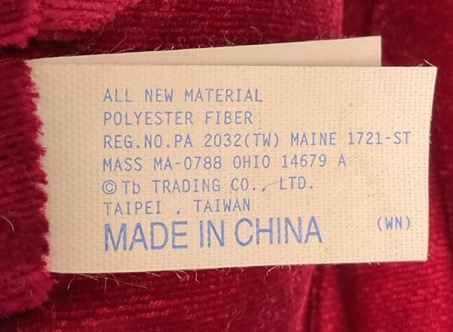 ALL NEW MATERIAL
POLYESTER FIBER
REG.NO.PA 2032(TW) MAINE 1721-ST
MASS MA-0788 OHIO 14679 A
© Tb TRADING CO., LTD.
TAIPEI , TAIWAN
MADE IN CHINA (WN)